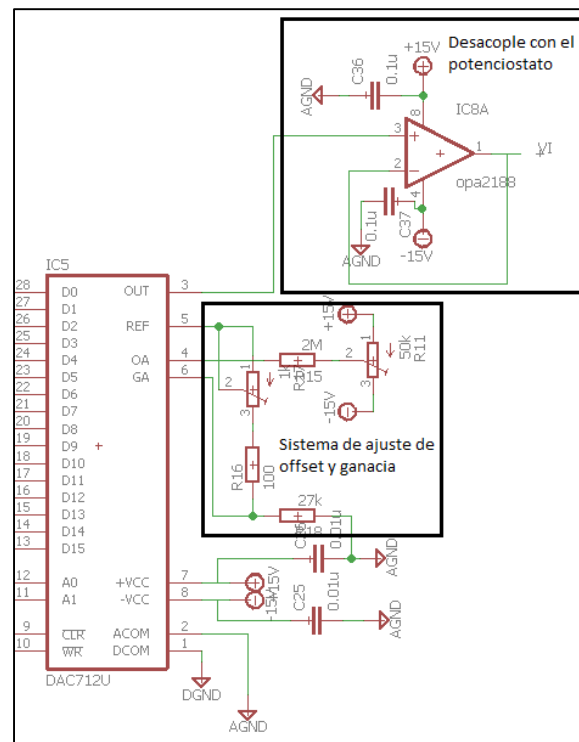 Desacople con el
potenciostato
+15V
C36
0.1u
AGND
IC8A
8
3
2
1
4
VI
opa2188
0.1u
C37
AGND
-15V
IC5
28 D0 OUT 3
27 D1
26 D2 REF 5
25 D3
24 D4 OA 4
23 D5 GA 6
22 D6
21 D7
20 D8
19 D9
18 D10
17 D11
16 D12
15 D13
14 D14
13 D15
12 A0 +VCC 7
11 A1 -VCC 8
9 CLR ACOM 2
10 WR DCOM 1
DAC712U
+15V
2M
R15
1
2
3
1k
50k
R11
-15V
1
2
3
R16
100
Sistema de ajuste de
offset y ganacia
27k
0.01u
AGND
+15V
-15V
C25
0.01u
AGND
DGND
AGND